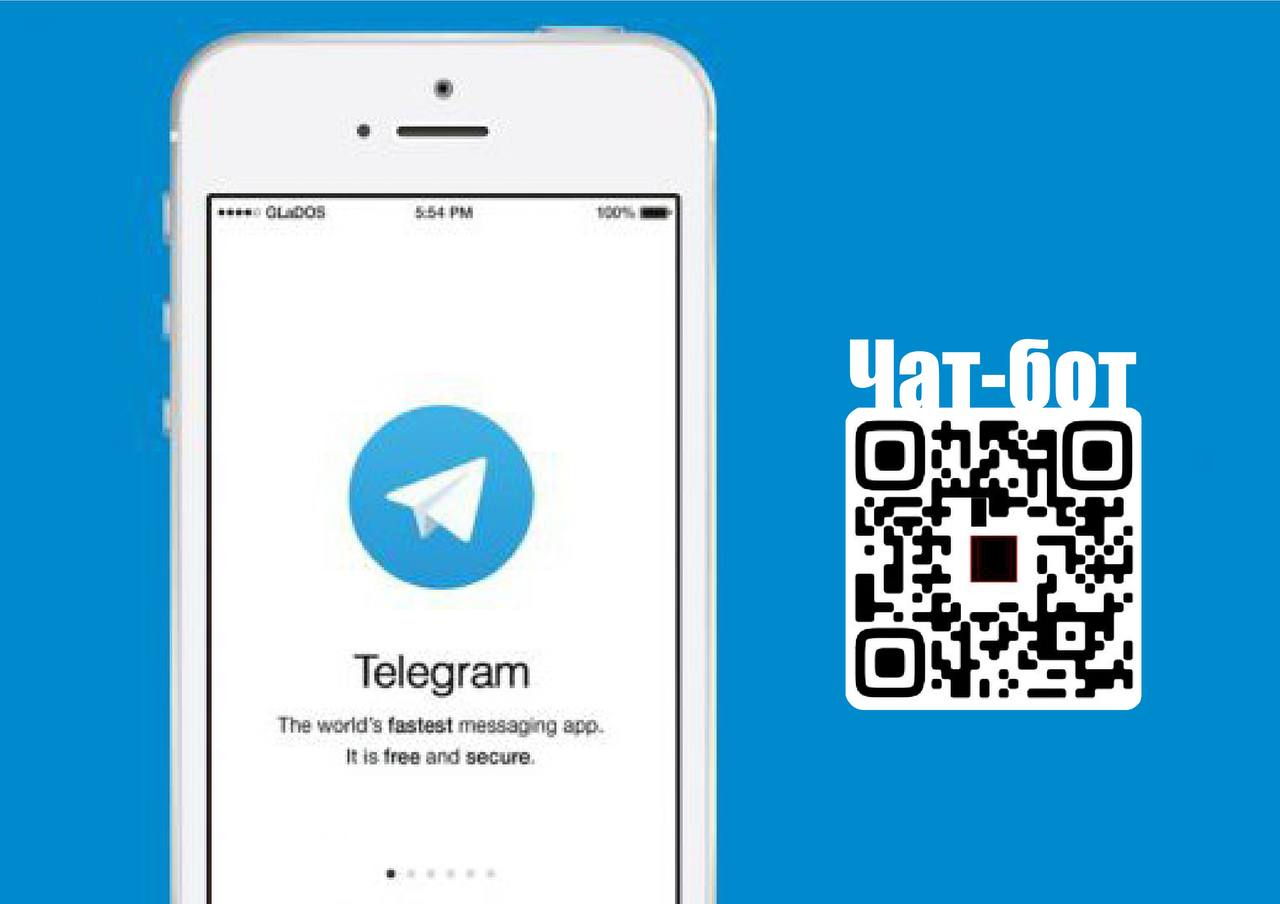 GLaDOS 5:54 PM 100%
Telegram
The world's fastest messaging app.
It is free and secure.
Чат-бот